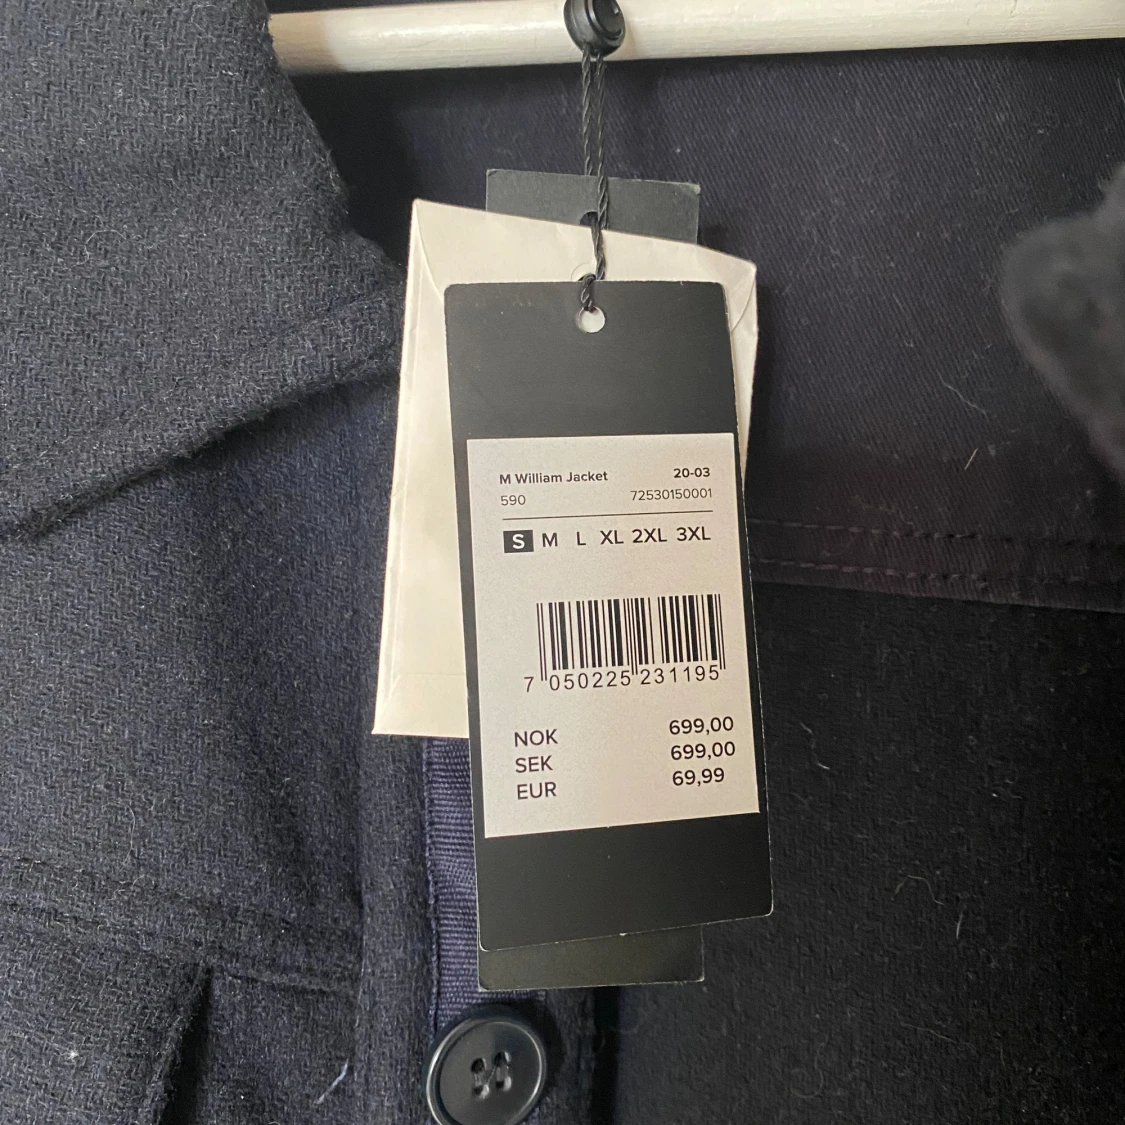 M William Jacket 20-03
590 72530150001
S M L XL 2XL 3XL
7 050225 231195
NOK 699,00
SEK 699,00
EUR 69,99